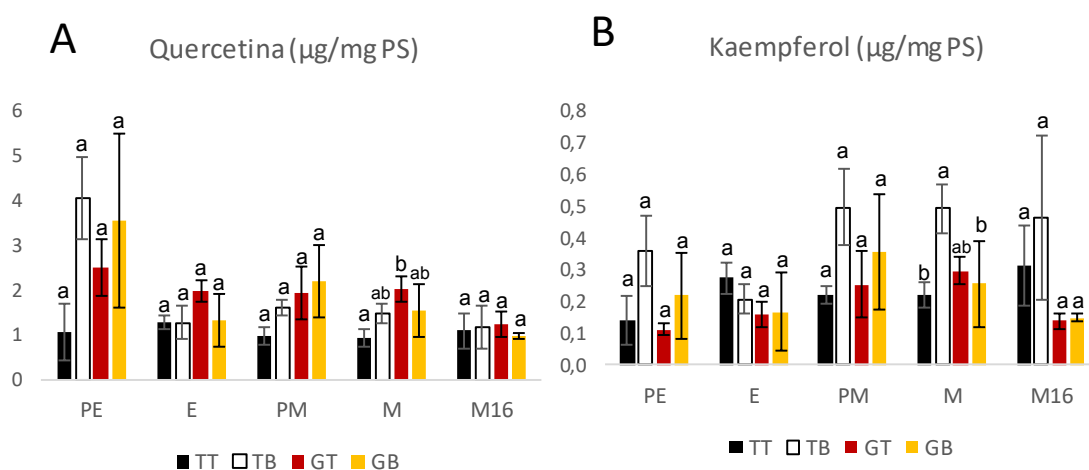 A
Quercetina (µg/mg PS)
6
5
4
3
2
1
0
a a a a
a a a a
a a a a
a ab b ab
a a a a
PE E PM M M16
TT TB GT GB
B
Kaempferol (µg/mg PS)
0,8
0,7
0,6
0,5
0,4
0,3
0,2
0,1
0,0
a a a a
a a a a
a a a a
b a ab b
a a a a
PE E PM M M16
TT TB GT GB